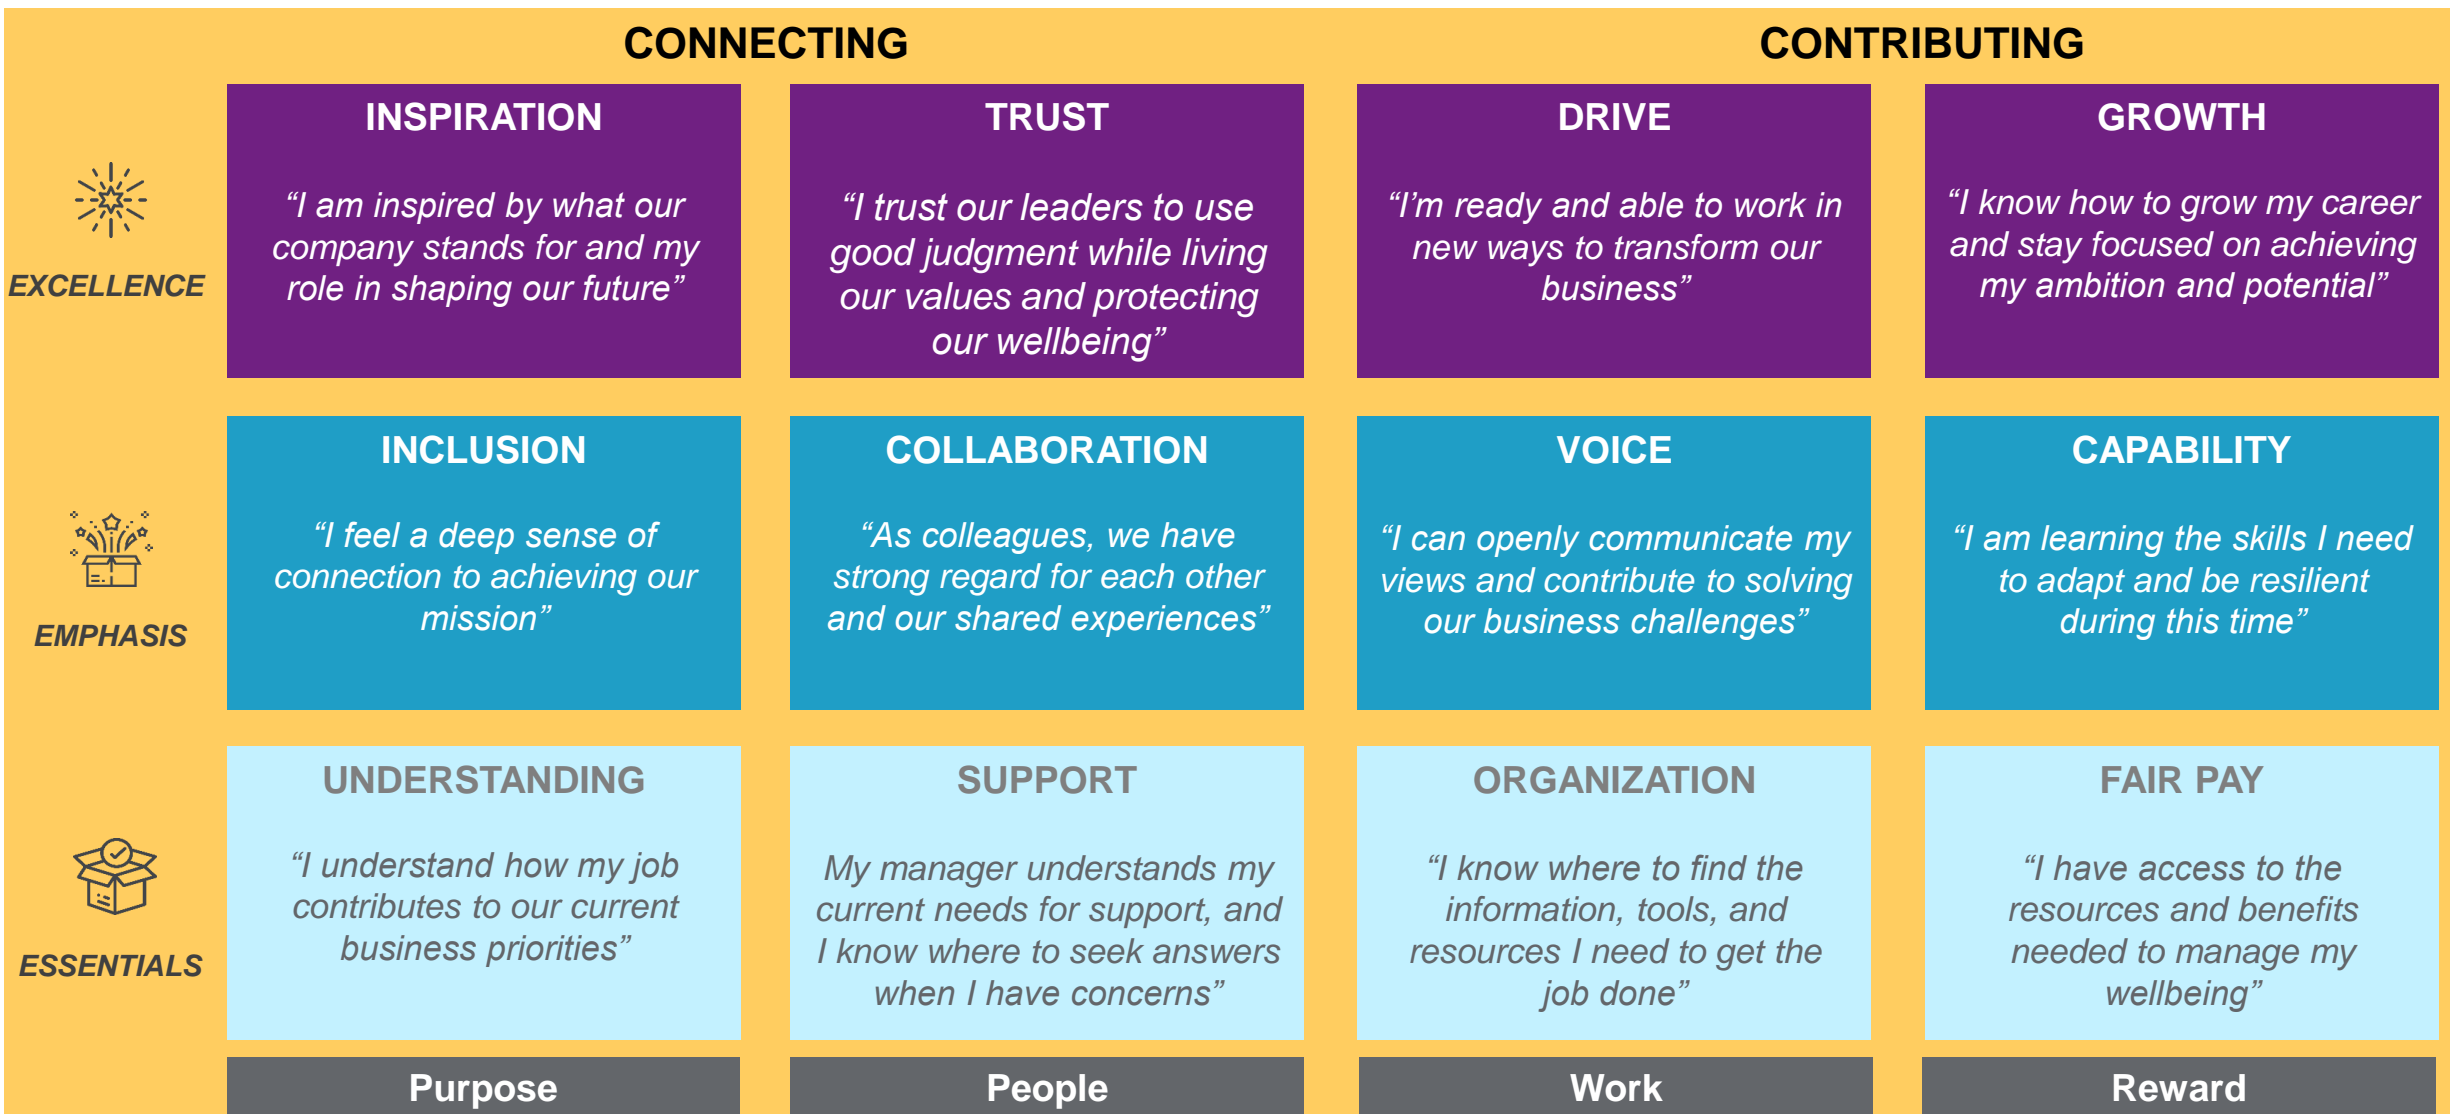 CONNECTING
CONTRIBUTING
EXCELLENCE
INSPIRATION
“I am inspired by what our
company stands for and my
role in shaping our future”
TRUST
“I trust our leaders to use
good judgment while living
our values and protecting
our wellbeing”
DRIVE
“I’m ready and able to work in
new ways to transform our
business”
GROWTH
“I know how to grow my career
and stay focused on achieving
my ambition and potential”
EMPHASIS
INCLUSION
“I feel a deep sense of
connection to achieving our
mission”
COLLABORATION
“As colleagues, we have
strong regard for each other
and our shared experiences”
VOICE
“I can openly communicate my
views and contribute to solving
our business challenges”
CAPABILITY
“I am learning the skills I need
to adapt and be resilient
during this time”
ESSENTIALS
UNDERSTANDING
“I understand how my job
contributes to our current
business priorities”
SUPPORT
My manager understands my
current needs for support, and
I know where to seek answers
when I have concerns”
ORGANIZATION
“I know where to find the
information, tools, and
resources I need to get the
job done”
FAIR PAY
“I have access to the
resources and benefits
needed to manage my
wellbeing”
Purpose
People
Work
Reward